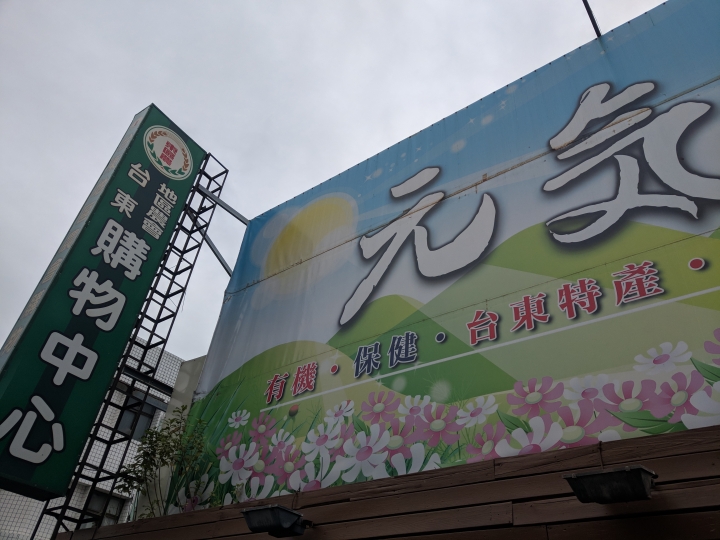 台東
地區農會
購物中心
元気
有機・保健・台東特產・